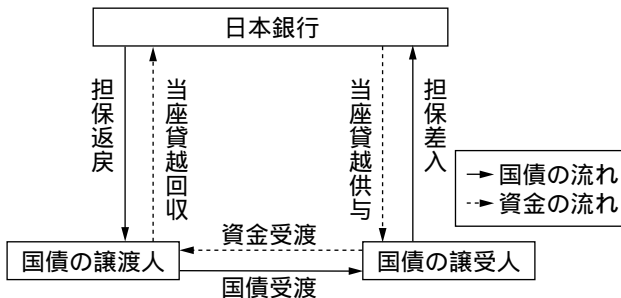 日本銀行
担保返戻
当座貸越回収
当座貸越供与
担保差入
国債の流れ
資金の流れ
資金受渡
国債の譲渡人
国債の譲受人
国債受渡